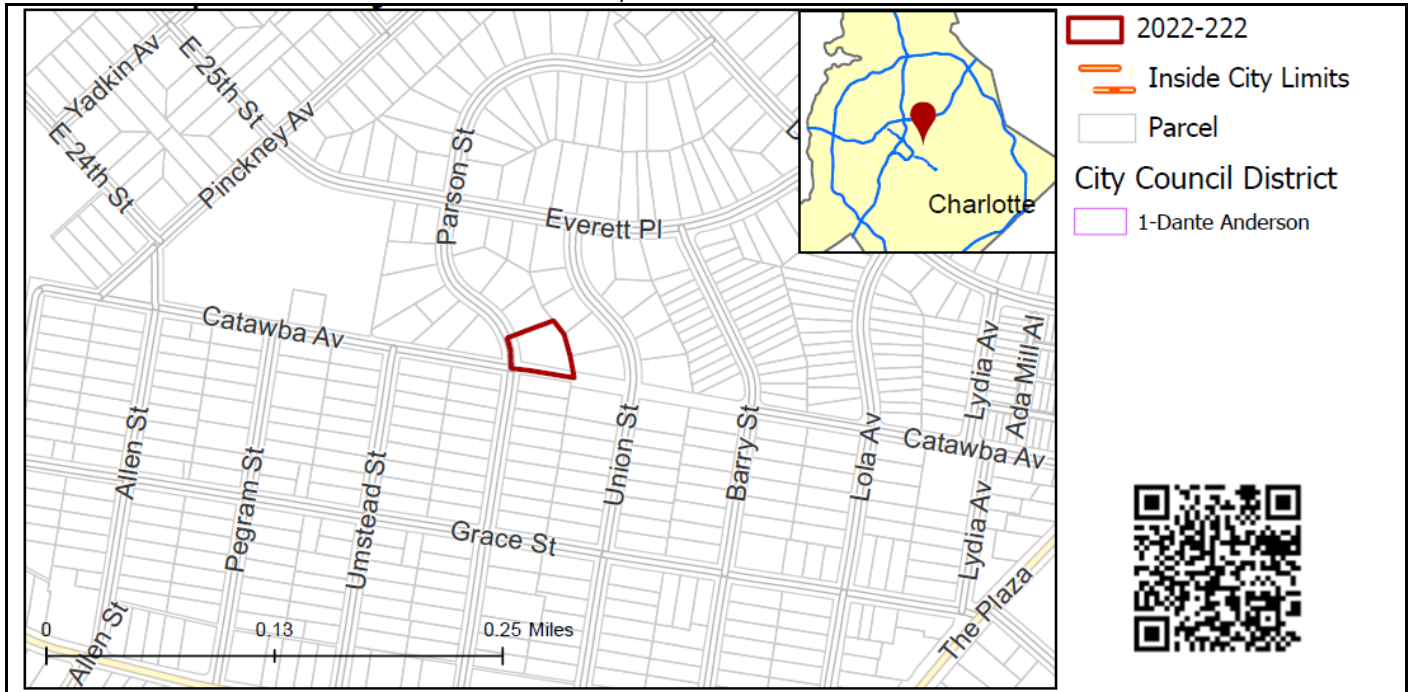 Yadkin Av
E 25th St
Pinckney Av
E 24th St
Parson St
Everett Pl
Charlotte
Catawba Av
Catawba Av
Allen St
Pegram St
Umstead St
Union St
Barry St
Lola Av
Lydia Av
Ada Mill Al
Grace St
Lydia Av
The Plaza
Allen St
0
0.13
0.25 Miles
2022-222
Inside City Limits
Parcel
City Council District
1-Dante Anderson